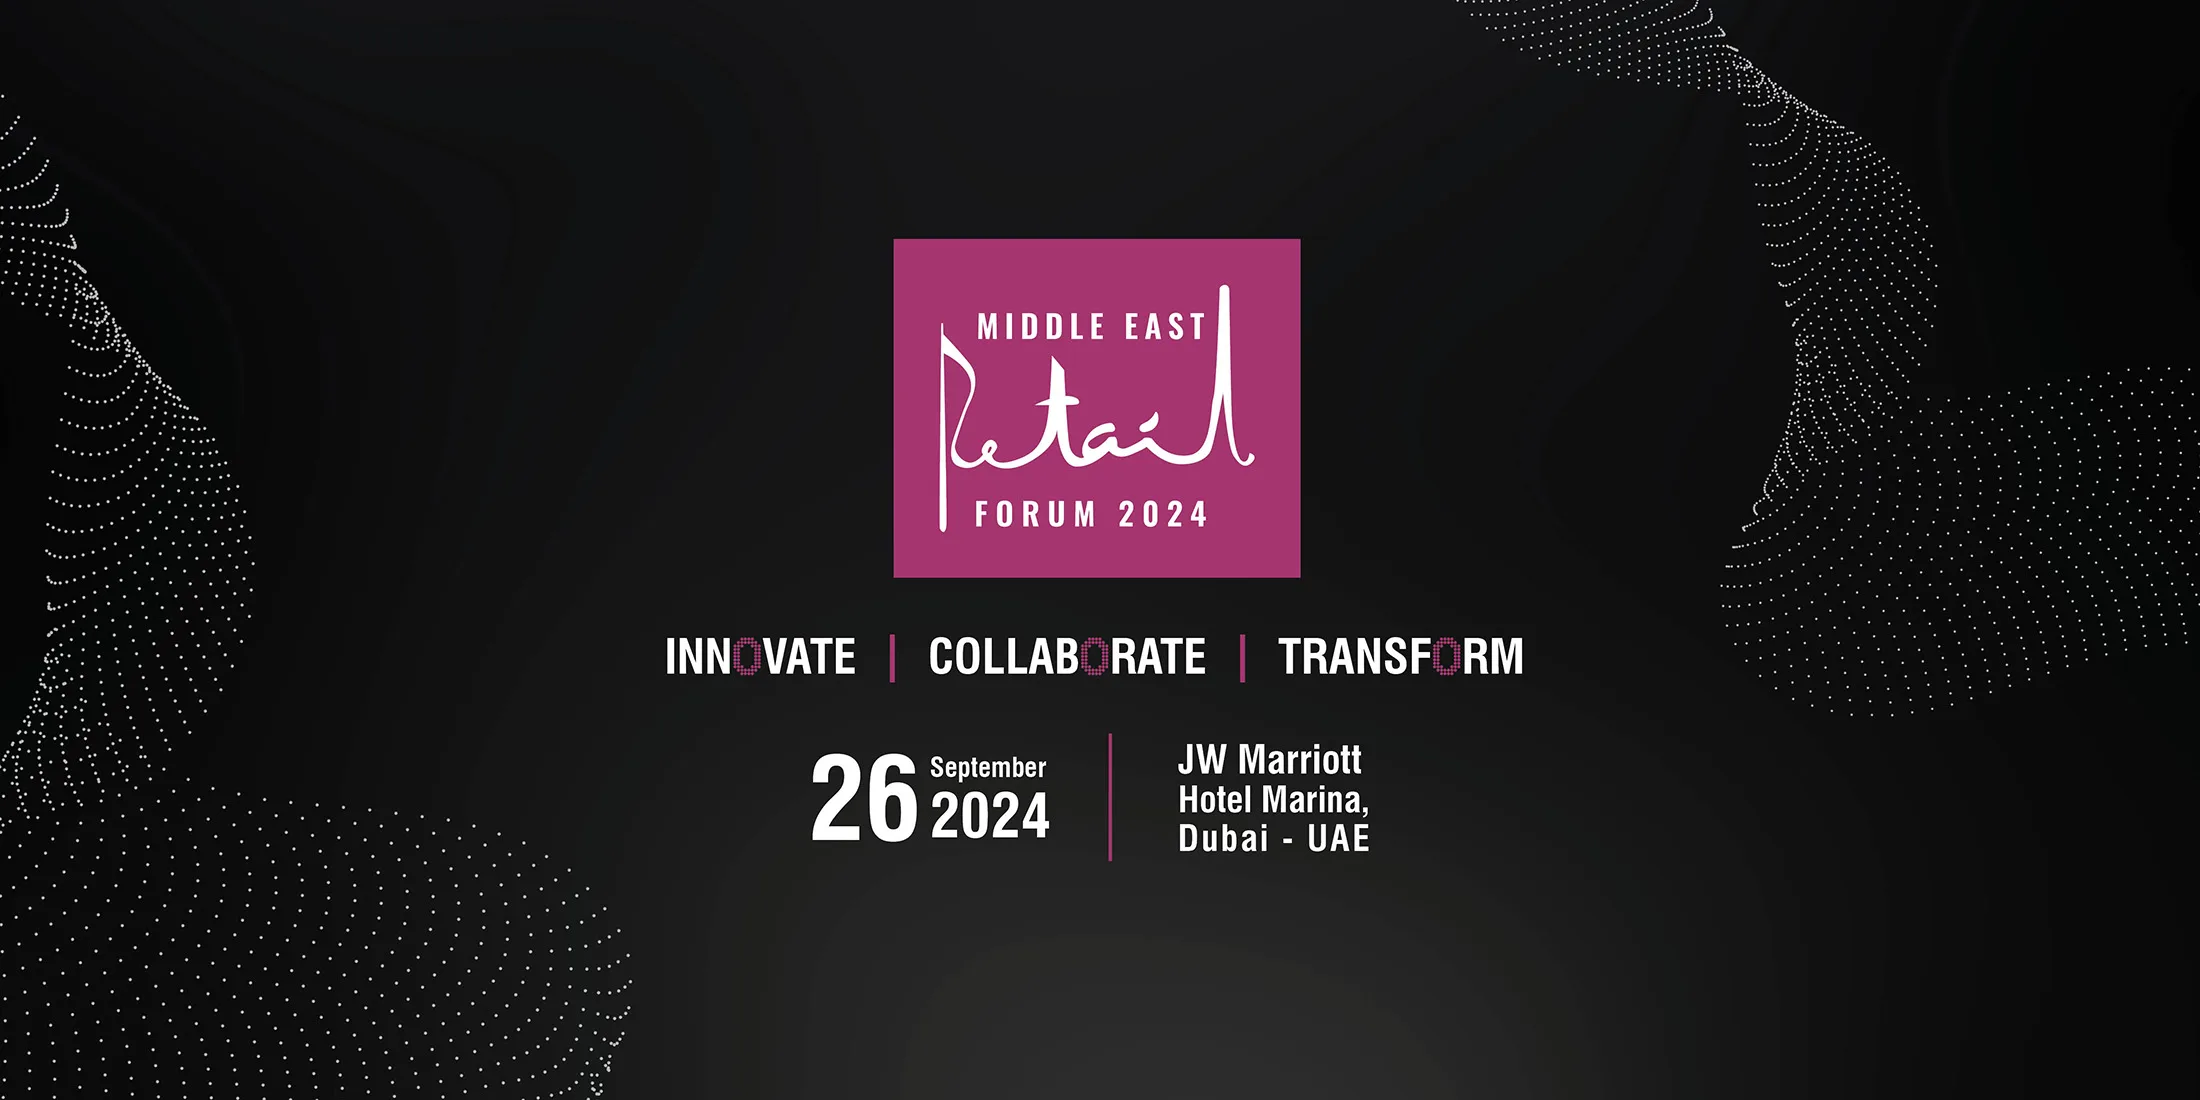 MIDDLE EAST
Retail
FORUM 2024
INNOVATE | COLLABORATE | TRANSFORM
26 September
2024
JW Marriott
Hotel Marina,
Dubai - UAE